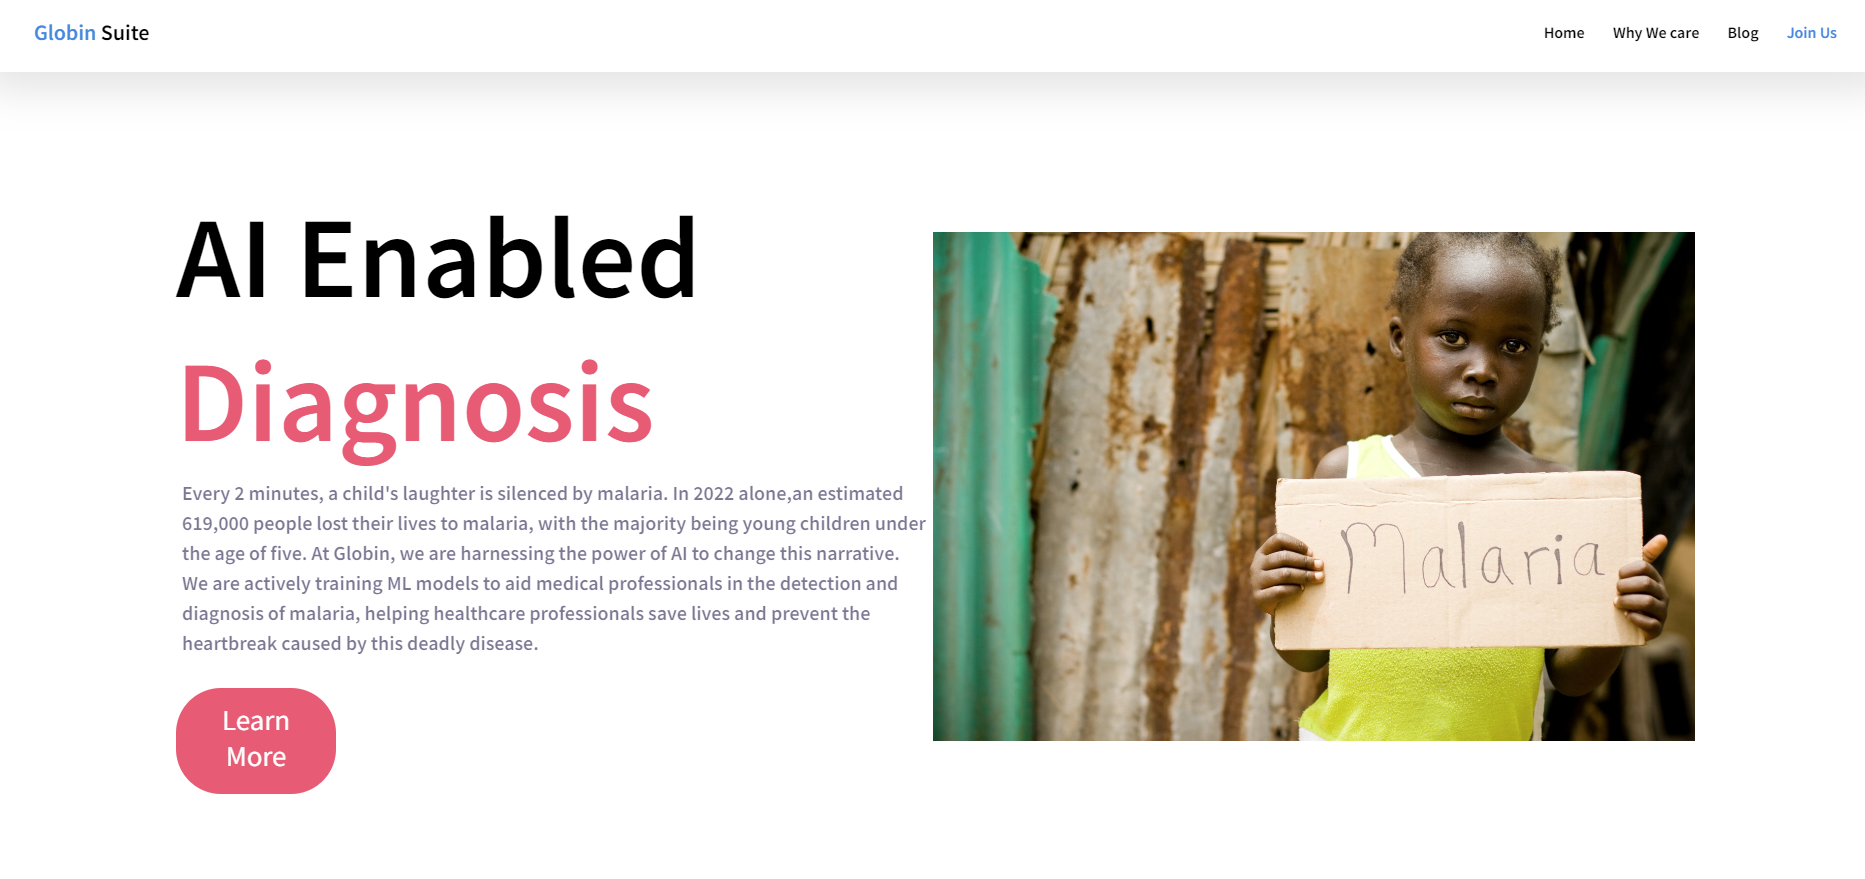 Globin Suite
Home Why We care Blog Join Us
AI Enabled
Diagnosis
Every 2 minutes, a child's laughter is silenced by malaria. In 2022 alone,an estimated
619,000 people lost their lives to malaria, with the majority being young children under
the age of five. At Globin, we are harnessing the power of AI to change this narrative.
We are actively training ML models to aid medical professionals in the detection and
diagnosis of malaria, helping healthcare professionals save lives and prevent the
heartbreak caused by this deadly disease.
Learn
More
Malaria